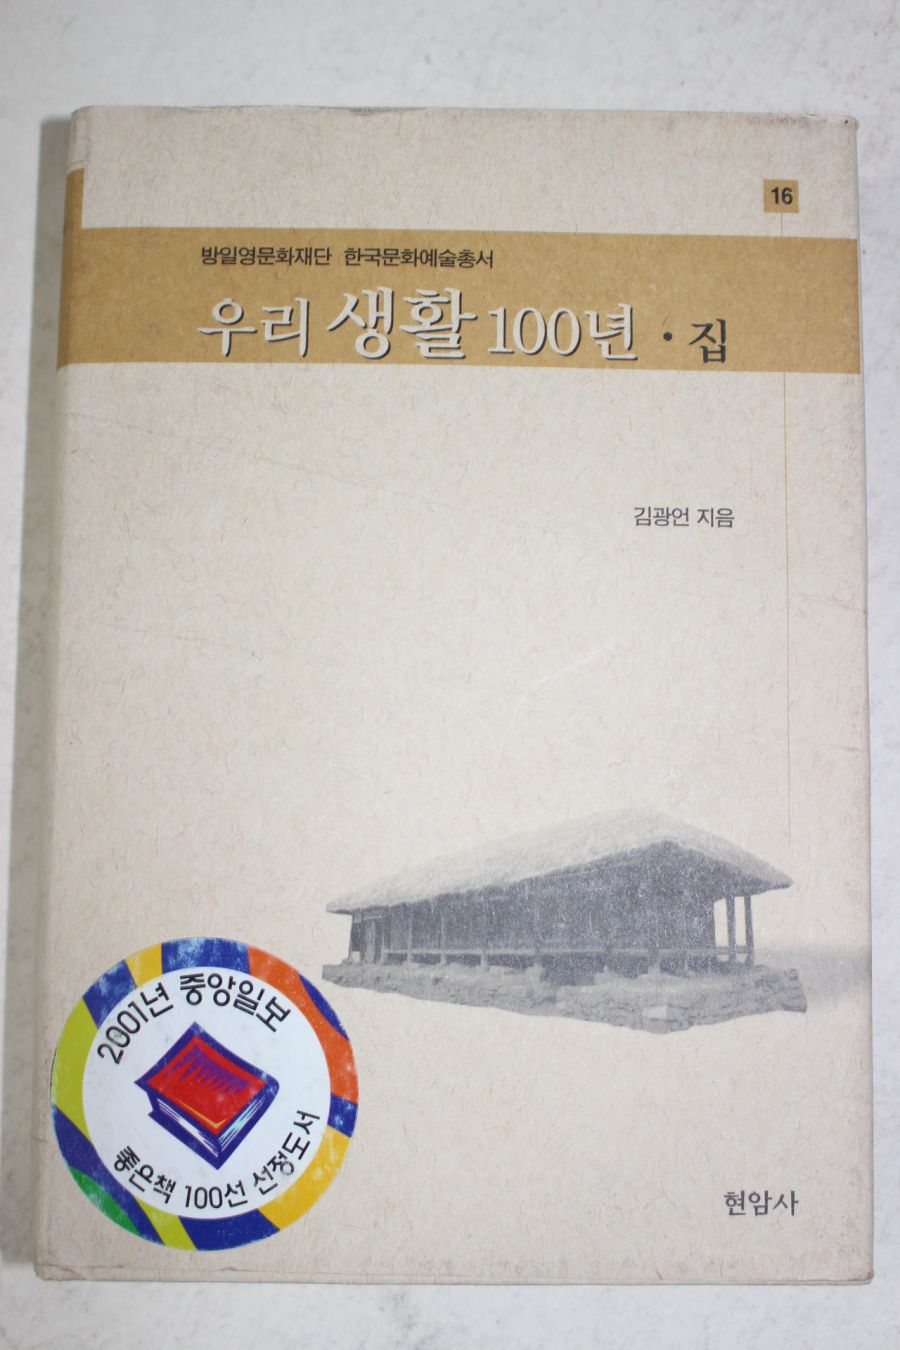 16
방일영문화재단 한국문화예술총서
우리 생활 100년 · 집
김광언 지음
2001년 중앙일보
좋은책 100선 선정도서
현암사